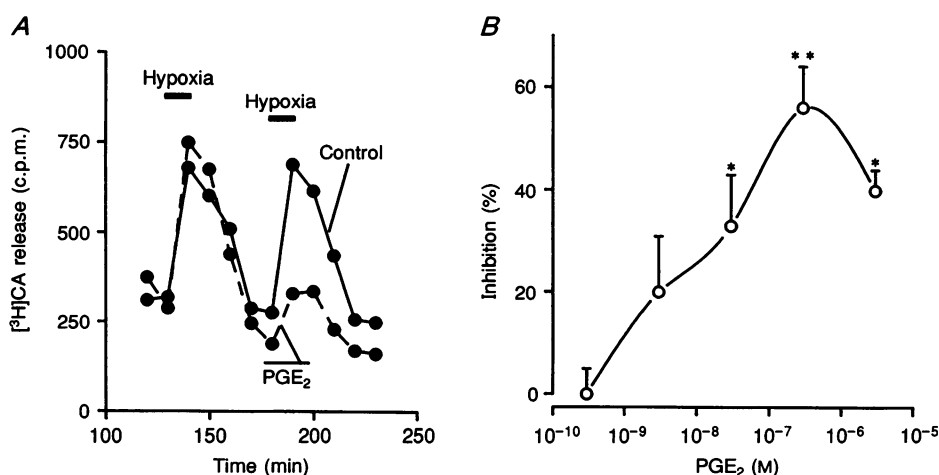 A
1000
750
500
250
0
[³H]CA release (c.p.m.)
Hypoxia
Hypoxia
Control
PGE₂
100
150
200
250
Time (min)
B
60
40
20
0
Inhibition (%)
*
**
*
10⁻¹⁰
10⁻⁹
10⁻⁸
10⁻⁷
10⁻⁶
10⁻⁵
PGE₂ (M)